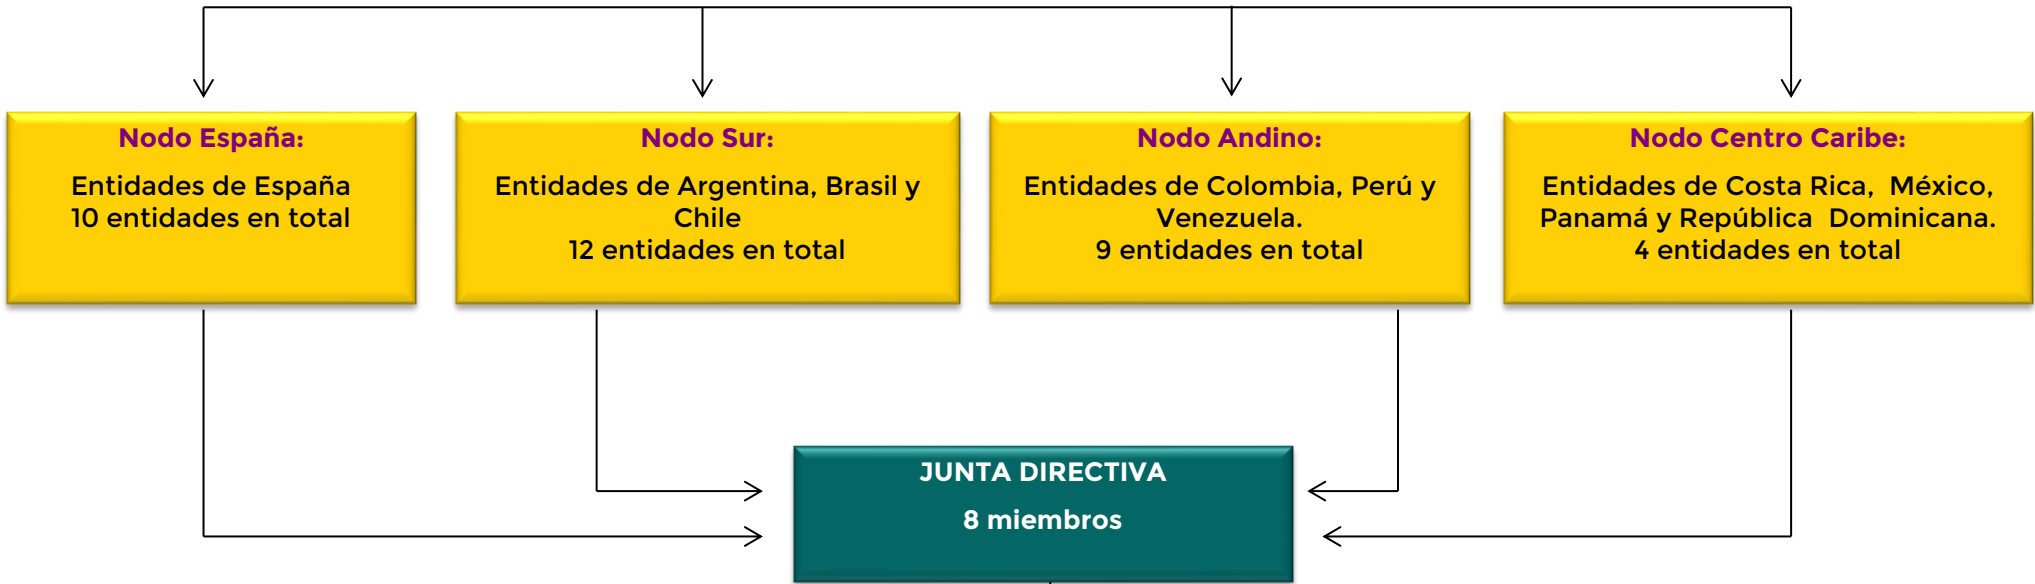 Nodo España:
Entidades de España
10 entidades en total
Nodo Sur:
Entidades de Argentina, Brasil y
Chile
12 entidades en total
Nodo Andino:
Entidades de Colombia, Perú y
Venezuela.
9 entidades en total
Nodo Centro Caribe:
Entidades de Costa Rica, México,
Panamá y República Dominicana.
4 entidades en total
JUNTA DIRECTIVA
8 miembros